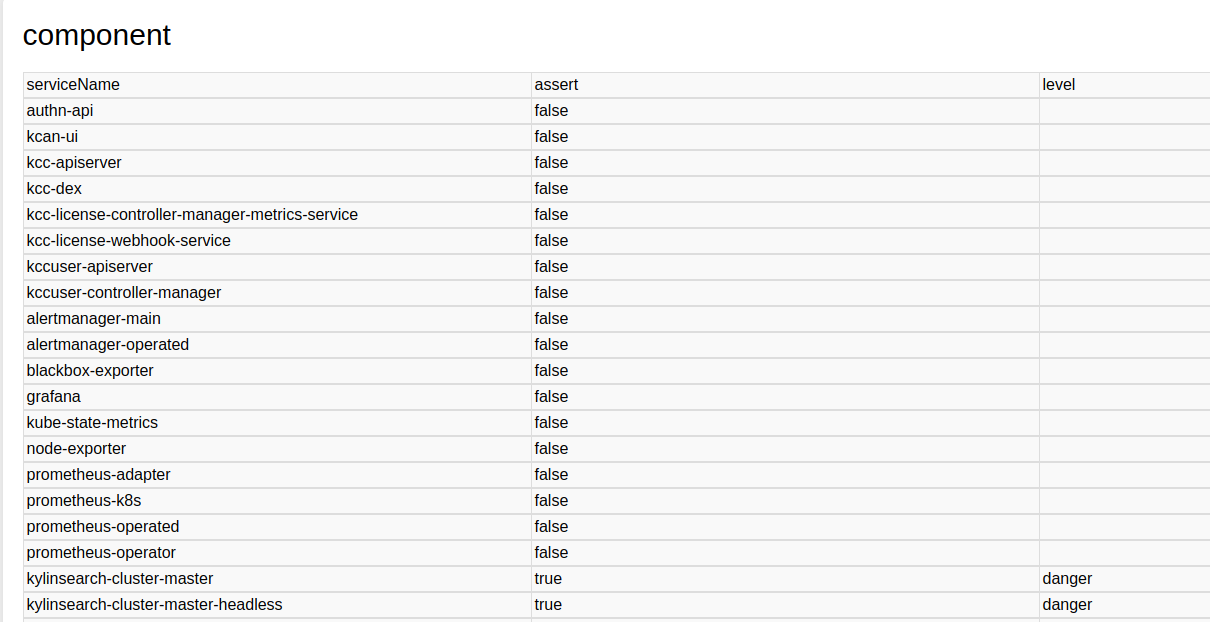 component
serviceName assert level
authn-api false
kcan-ui false
kcc-apiserver false
kcc-dex false
kcc-license-controller-manager-metrics-service false
kcc-license-webhook-service false
kccuser-apiserver false
kccuser-controller-manager false
alertmanager-main false
alertmanager-operated false
blackbox-exporter false
grafana false
kube-state-metrics false
node-exporter false
prometheus-adapter false
prometheus-k8s false
prometheus-operated false
prometheus-operator false
kylinsearch-cluster-master true danger
kylinsearch-cluster-master-headless true danger